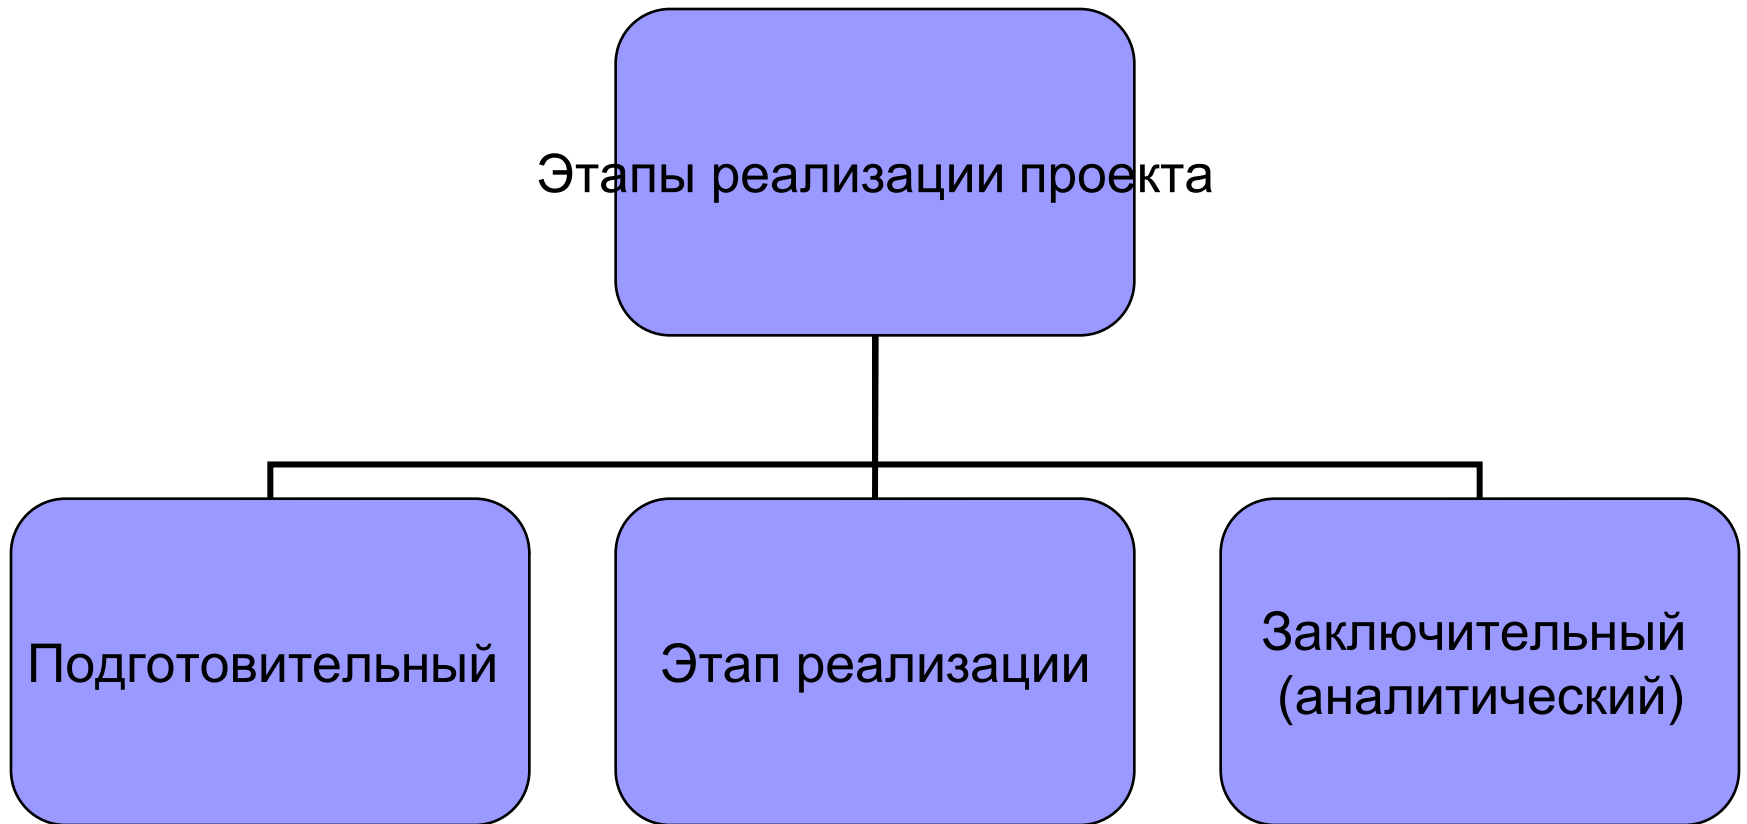 Этапы реализации проекта
Подготовительный
Этап реализации
Заключительный
(аналитический)